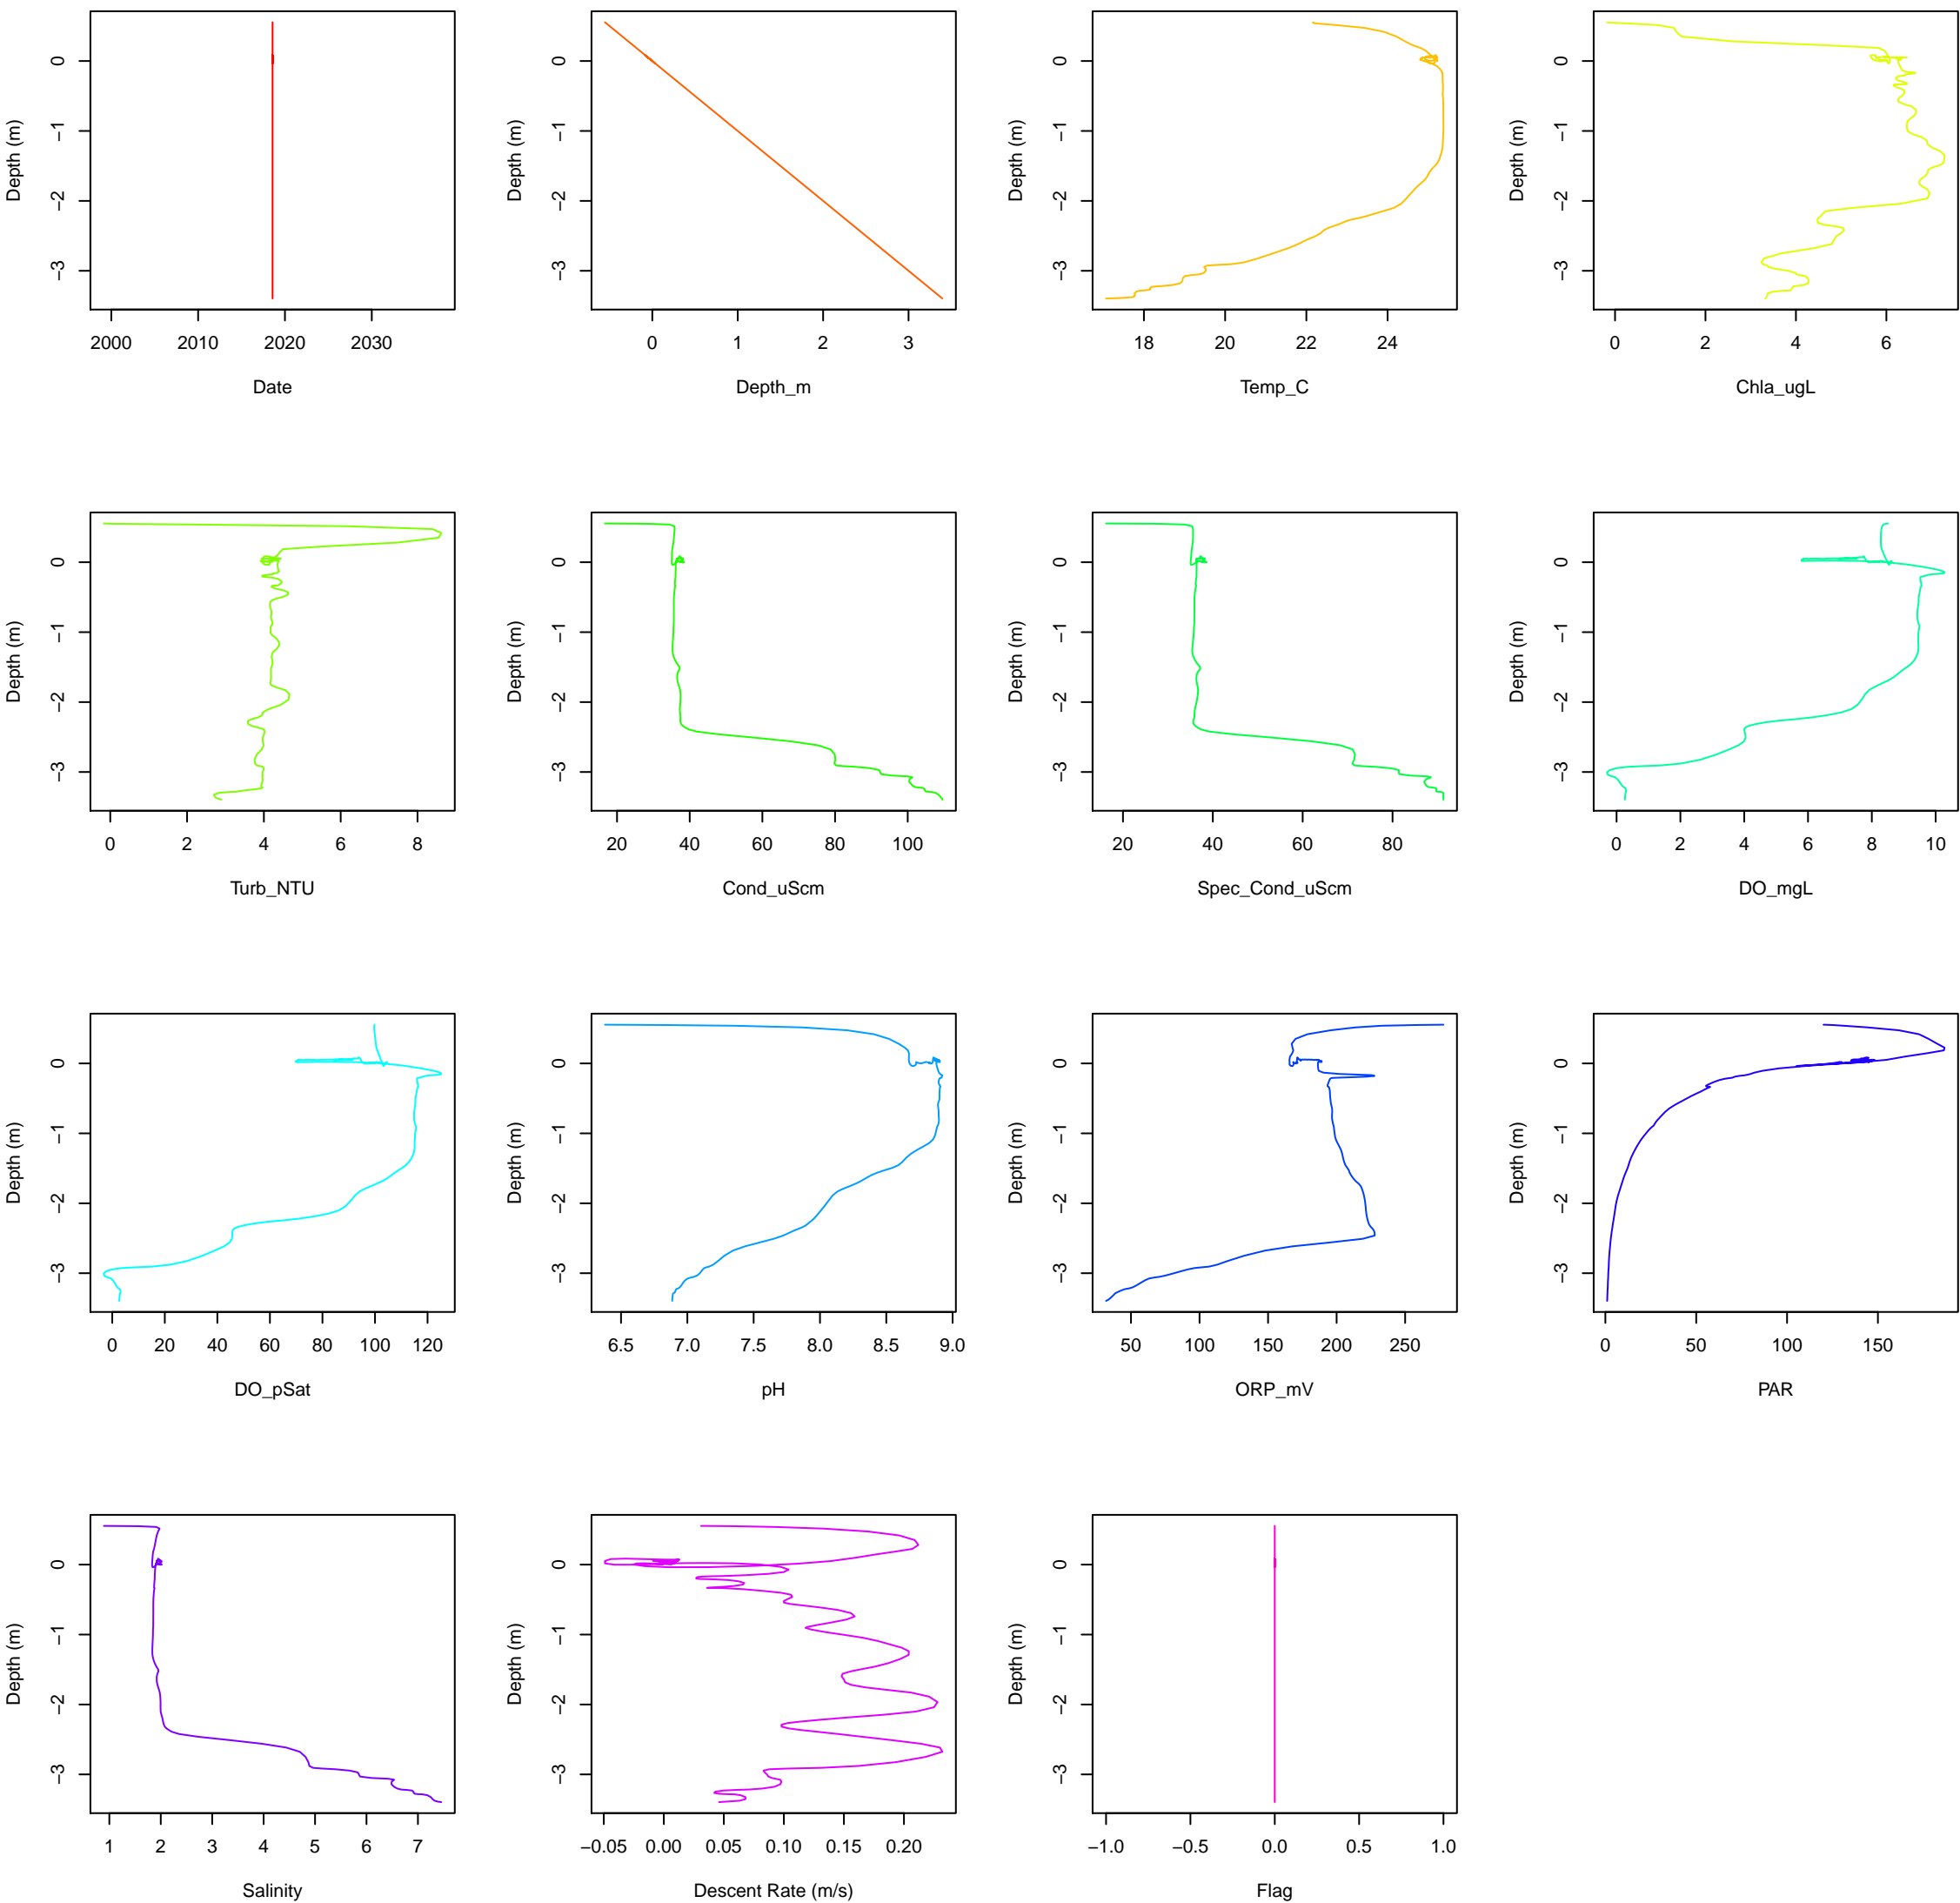 Depth (m)
0
−1
−2
−3
2000 2010 2020 2030
Date
Depth (m)
0
−1
−2
−3
0 1 2 3
Depth_m
Depth (m)
0
−1
−2
−3
18 20 22 24
Temp_C
Depth (m)
0
−1
−2
−3
0 2 4 6
Chla_ugL
Depth (m)
0
−1
−2
−3
0 2 4 6 8
Turb_NTU
Depth (m)
0
−1
−2
−3
20 40 60 80 100
Cond_uScm
Depth (m)
0
−1
−2
−3
20 40 60 80
Spec_Cond_uScm
Depth (m)
0
−1
−2
−3
0 2 4 6 8 10
DO_mgL
Depth (m)
0
−1
−2
−3
0 20 40 60 80 100 120
DO_pSat
Depth (m)
0
−1
−2
−3
6.5 7.0 7.5 8.0 8.5 9.0
pH
Depth (m)
0
−1
−2
−3
50 100 150 200 250
ORP_mV
Depth (m)
0
−1
−2
−3
0 50 100 150
PAR
Depth (m)
0
−1
−2
−3
1 2 3 4 5 6 7
Salinity
Depth (m)
0
−1
−2
−3
−0.05 0.00 0.05 0.10 0.15 0.20
Descent Rate (m/s)
Depth (m)
0
−1
−2
−3
−1.0 −0.5 0.0 0.5 1.0
Flag